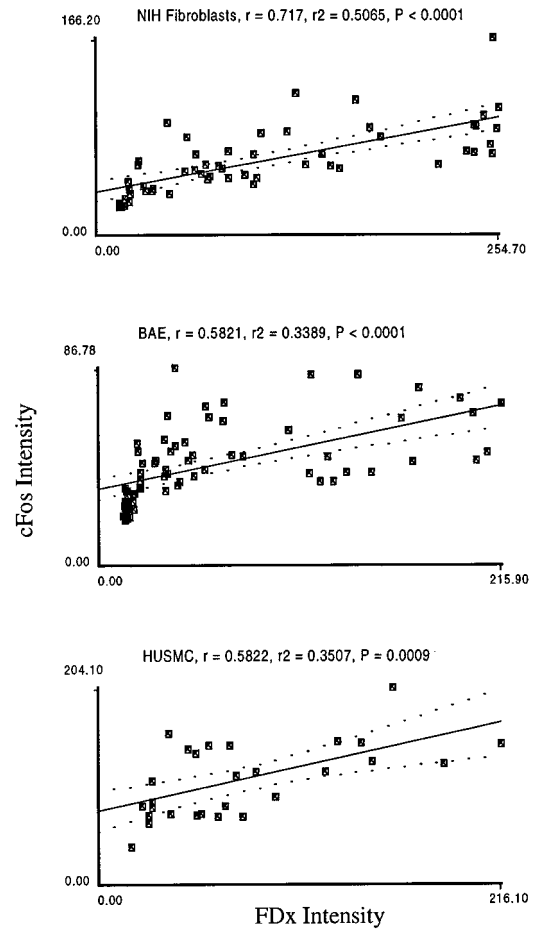 NIH Fibroblasts, r = 0.717, r2 = 0.5065, P < 0.0001
166.20
0.00
0.00
254.70
BAE, r = 0.5821, r2 = 0.3389, P < 0.0001
86.78
cFos Intensity
0.00
0.00
215.90
HUSMC, r = 0.5822, r2 = 0.3507, P = 0.0009
204.10
0.00
0.00
216.10
FDx Intensity